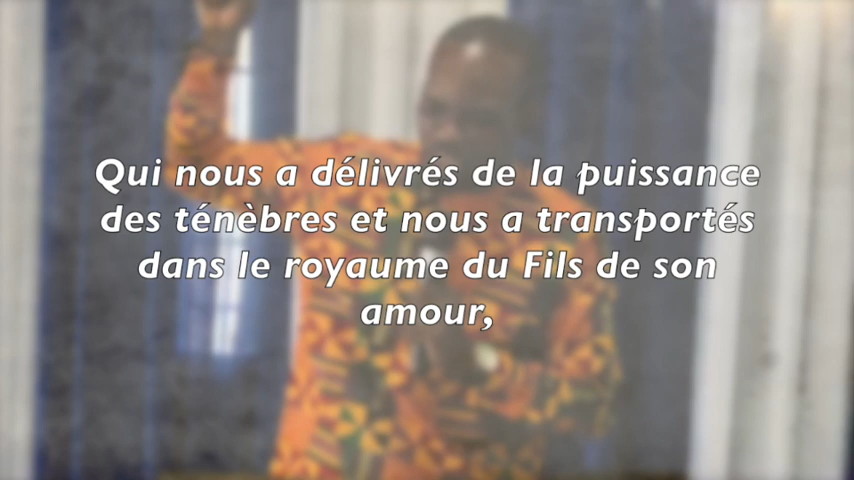 Qui nous a délivrés de la puissance
des ténèbres et nous a transportés
dans le royaume du Fils de son
amour,